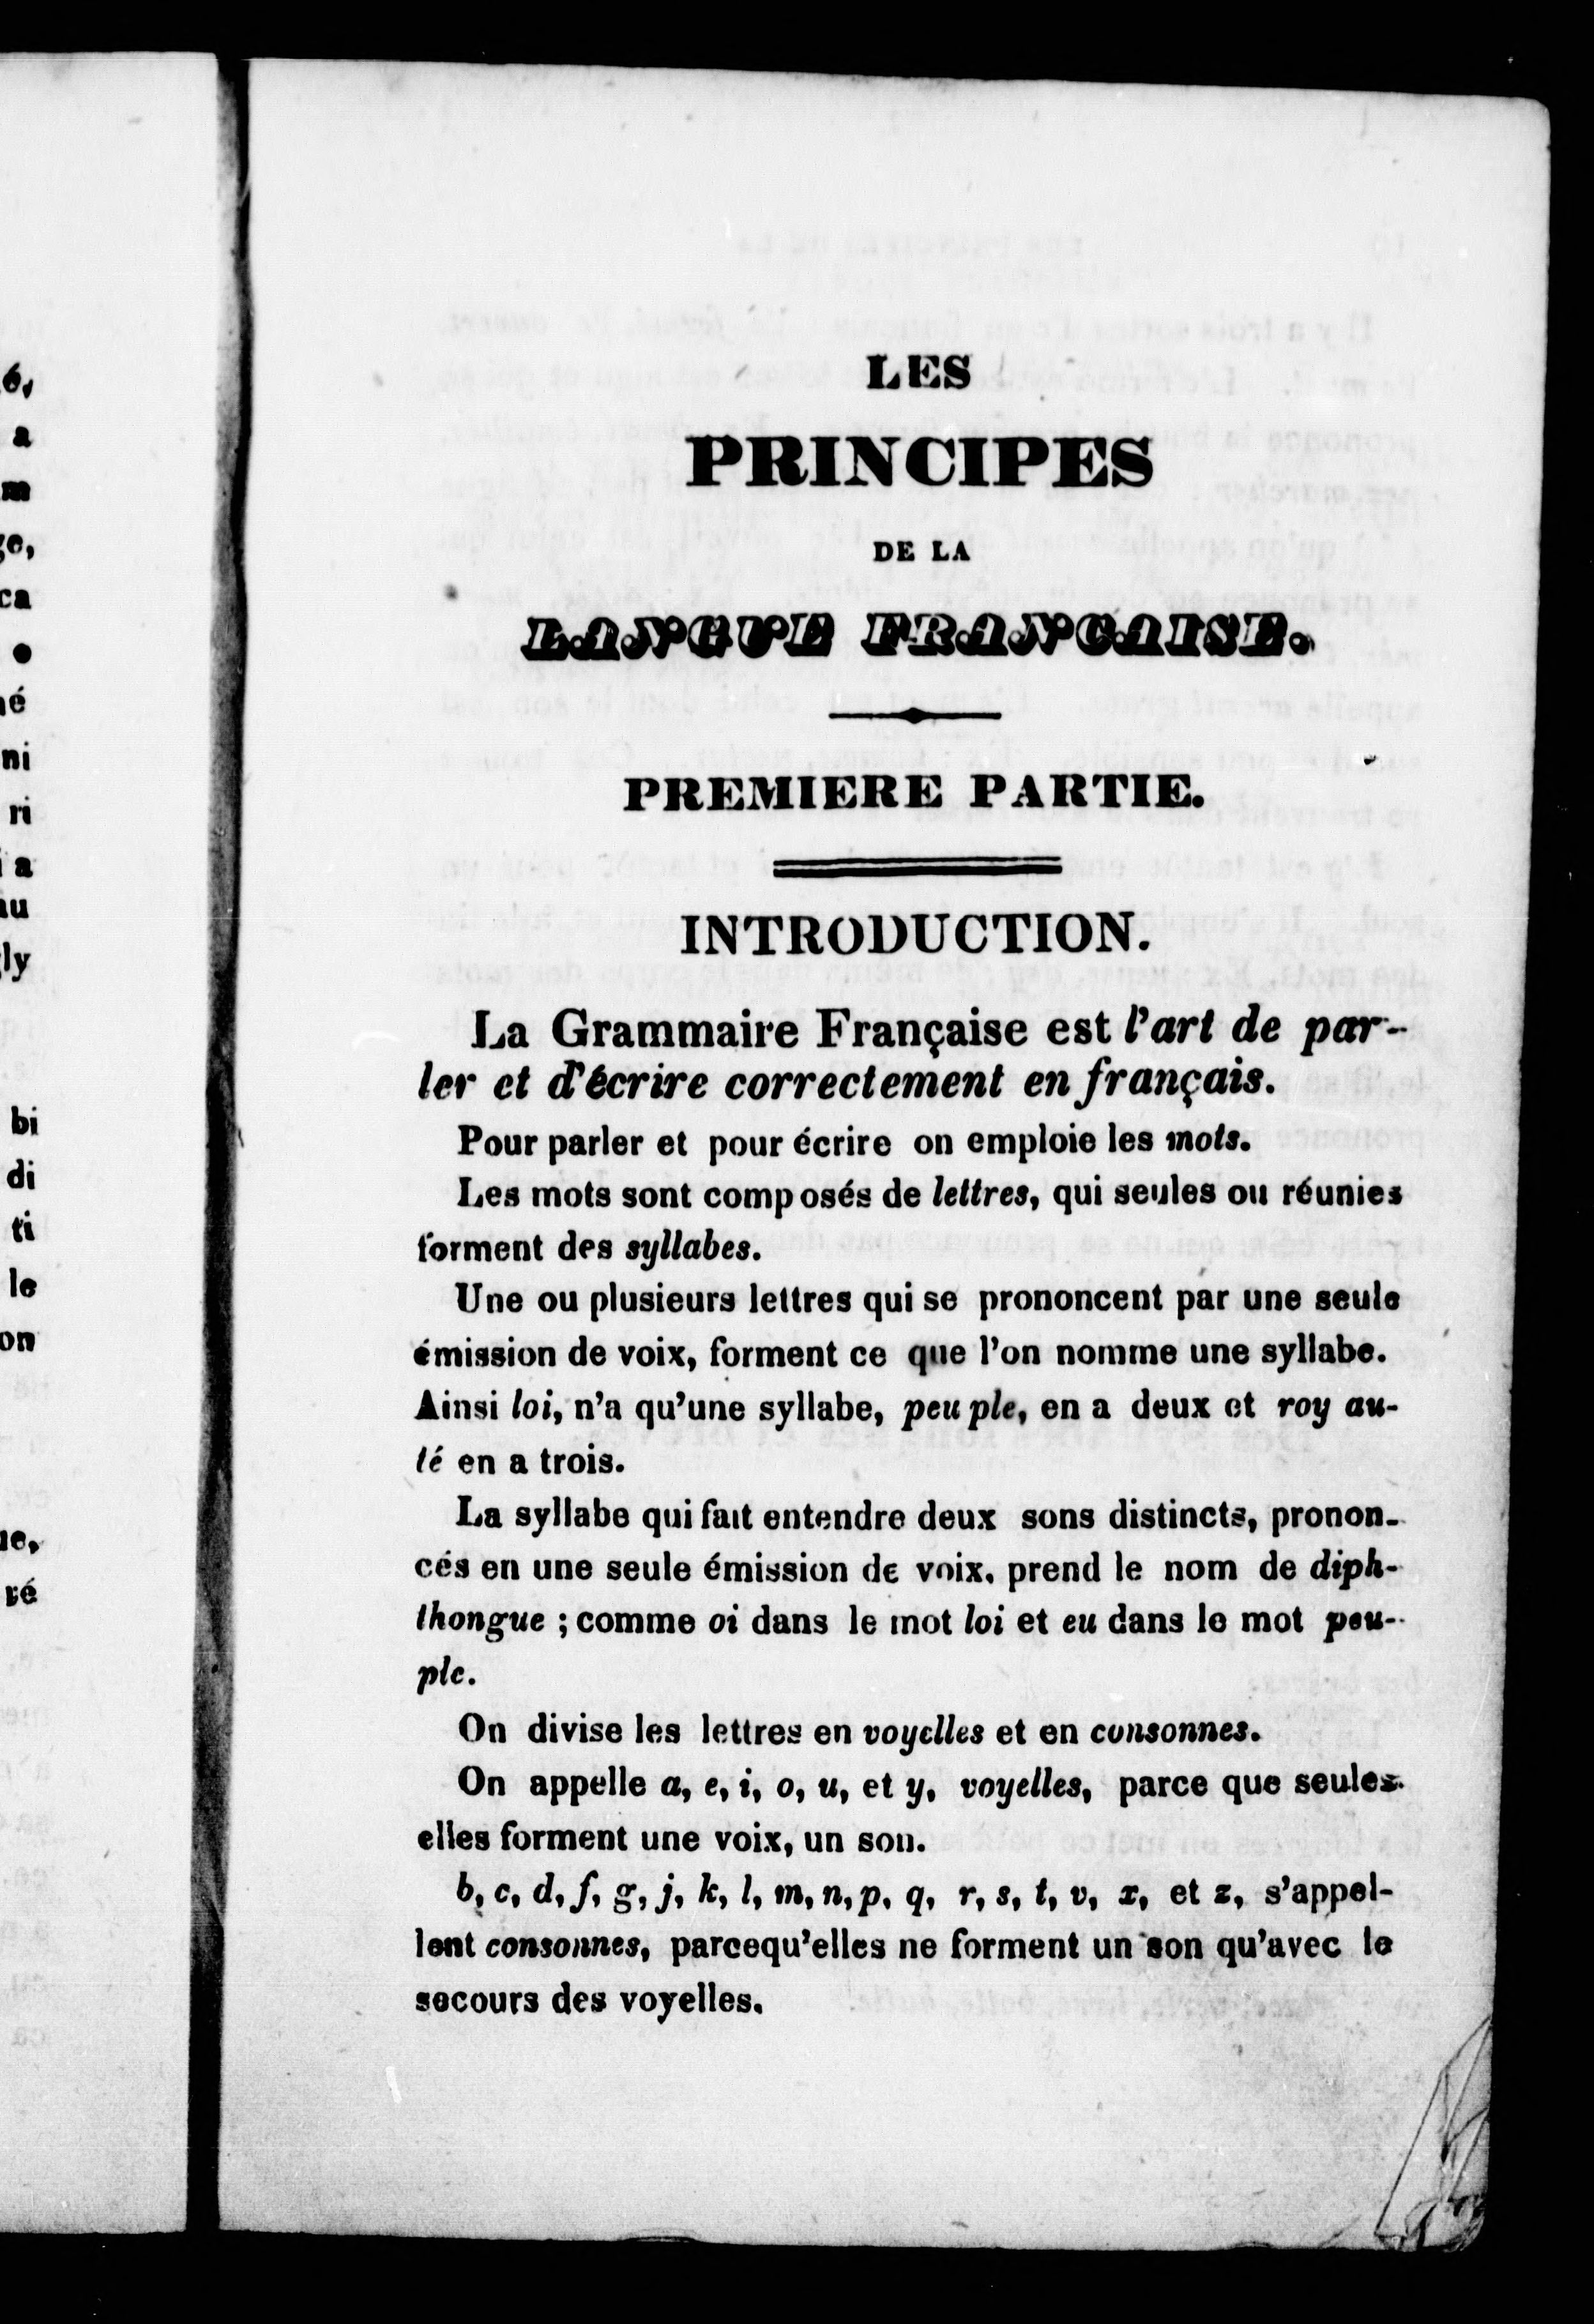 LES
PRINCIPES
DE LA
LANGUE FRANCAISE.
PREMIERE PARTIE.
INTRODUCTION.
La Grammaire Française est l'art de par-
ler et d'écrire correctement en français.
Pour parler et pour écrire on emploie les mots.
Les mots sont composés de lettres, qui seules ou réunies
forment des syllabes.
Une ou plusieurs lettres qui se prononcent par une seule
émission de voix, forment ce que l'on nomme une syllabe.
Ainsi loi, n'a qu'une syllabe, peu ple, en a deux et roy au-
té en a trois.
La syllabe qui fait entendre deux sons distincts, pronon-
cés en une seule émission de voix, prend le nom de diph-
thongue ; comme oi dans le mot loi et eu dans le mot peu-
ple.
On divise les lettres en voyelles et en consonnes.
On appelle a, e, i, o, u, et y, voyelles, parce que seules
elles forment une voix, un son.
b, c, d, f, g, j, k, l, m, n, p, q, r, s, t, v, x, et z, s'appel-
lent consonnes, parcequ'elles ne forment un son qu'avec le
secours des voyelles.